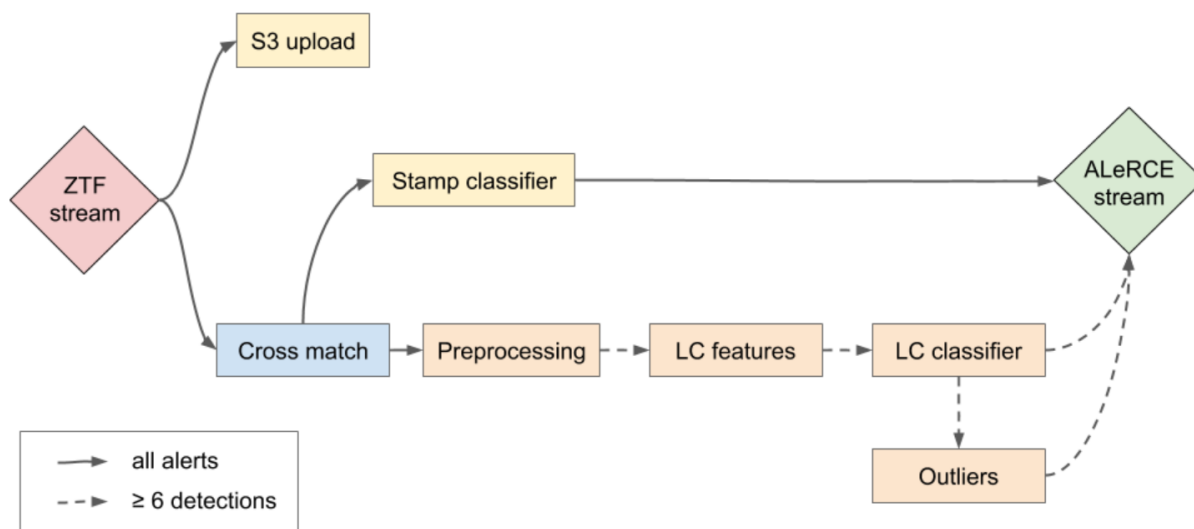 S3 upload
ZTF
stream
Stamp classifier
ALeRCE
stream
Cross match
Preprocessing
LC features
LC classifier
Outliers
all alerts
≥ 6 detections